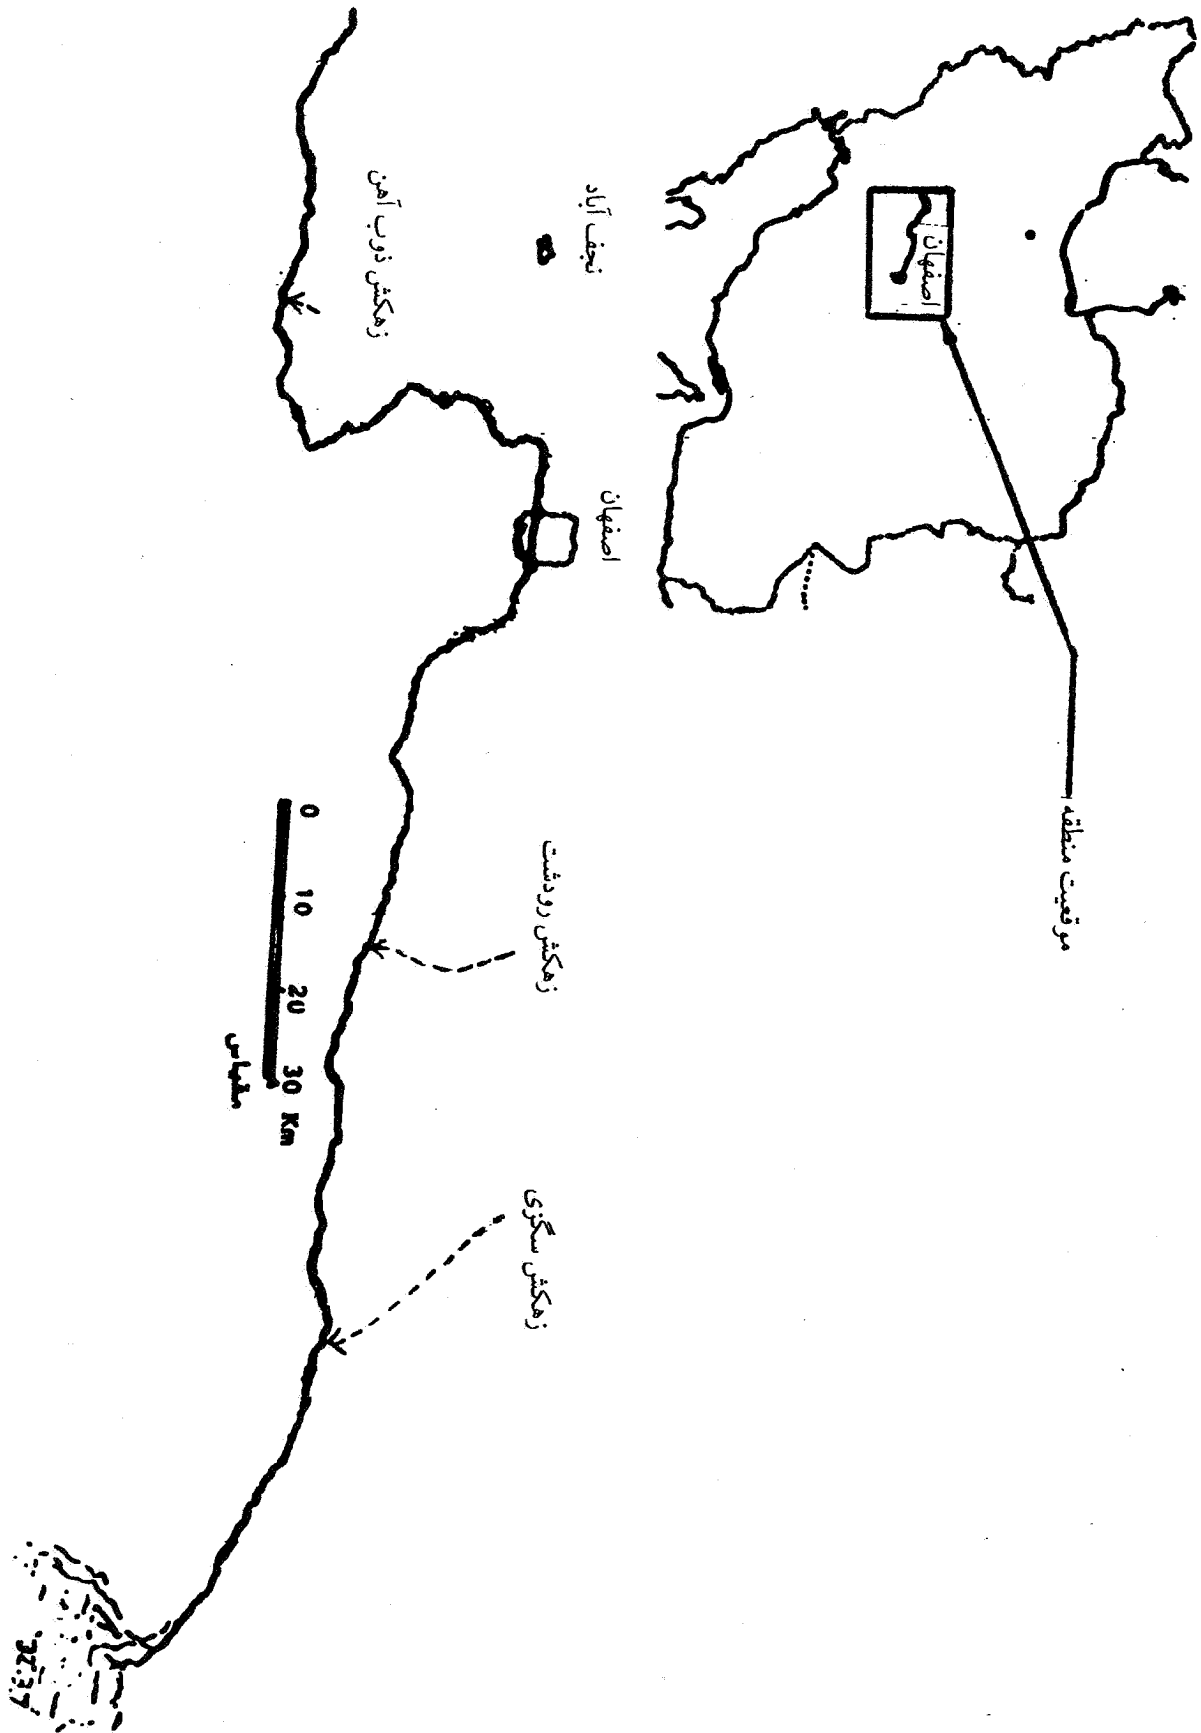 اصفهان
موقعیت منطقه
نجف آباد
اصفهان
زهکش ذوب آهن
زهکش رودشت
زهکش سگزی
0 10 20 30 Km
مقیاس